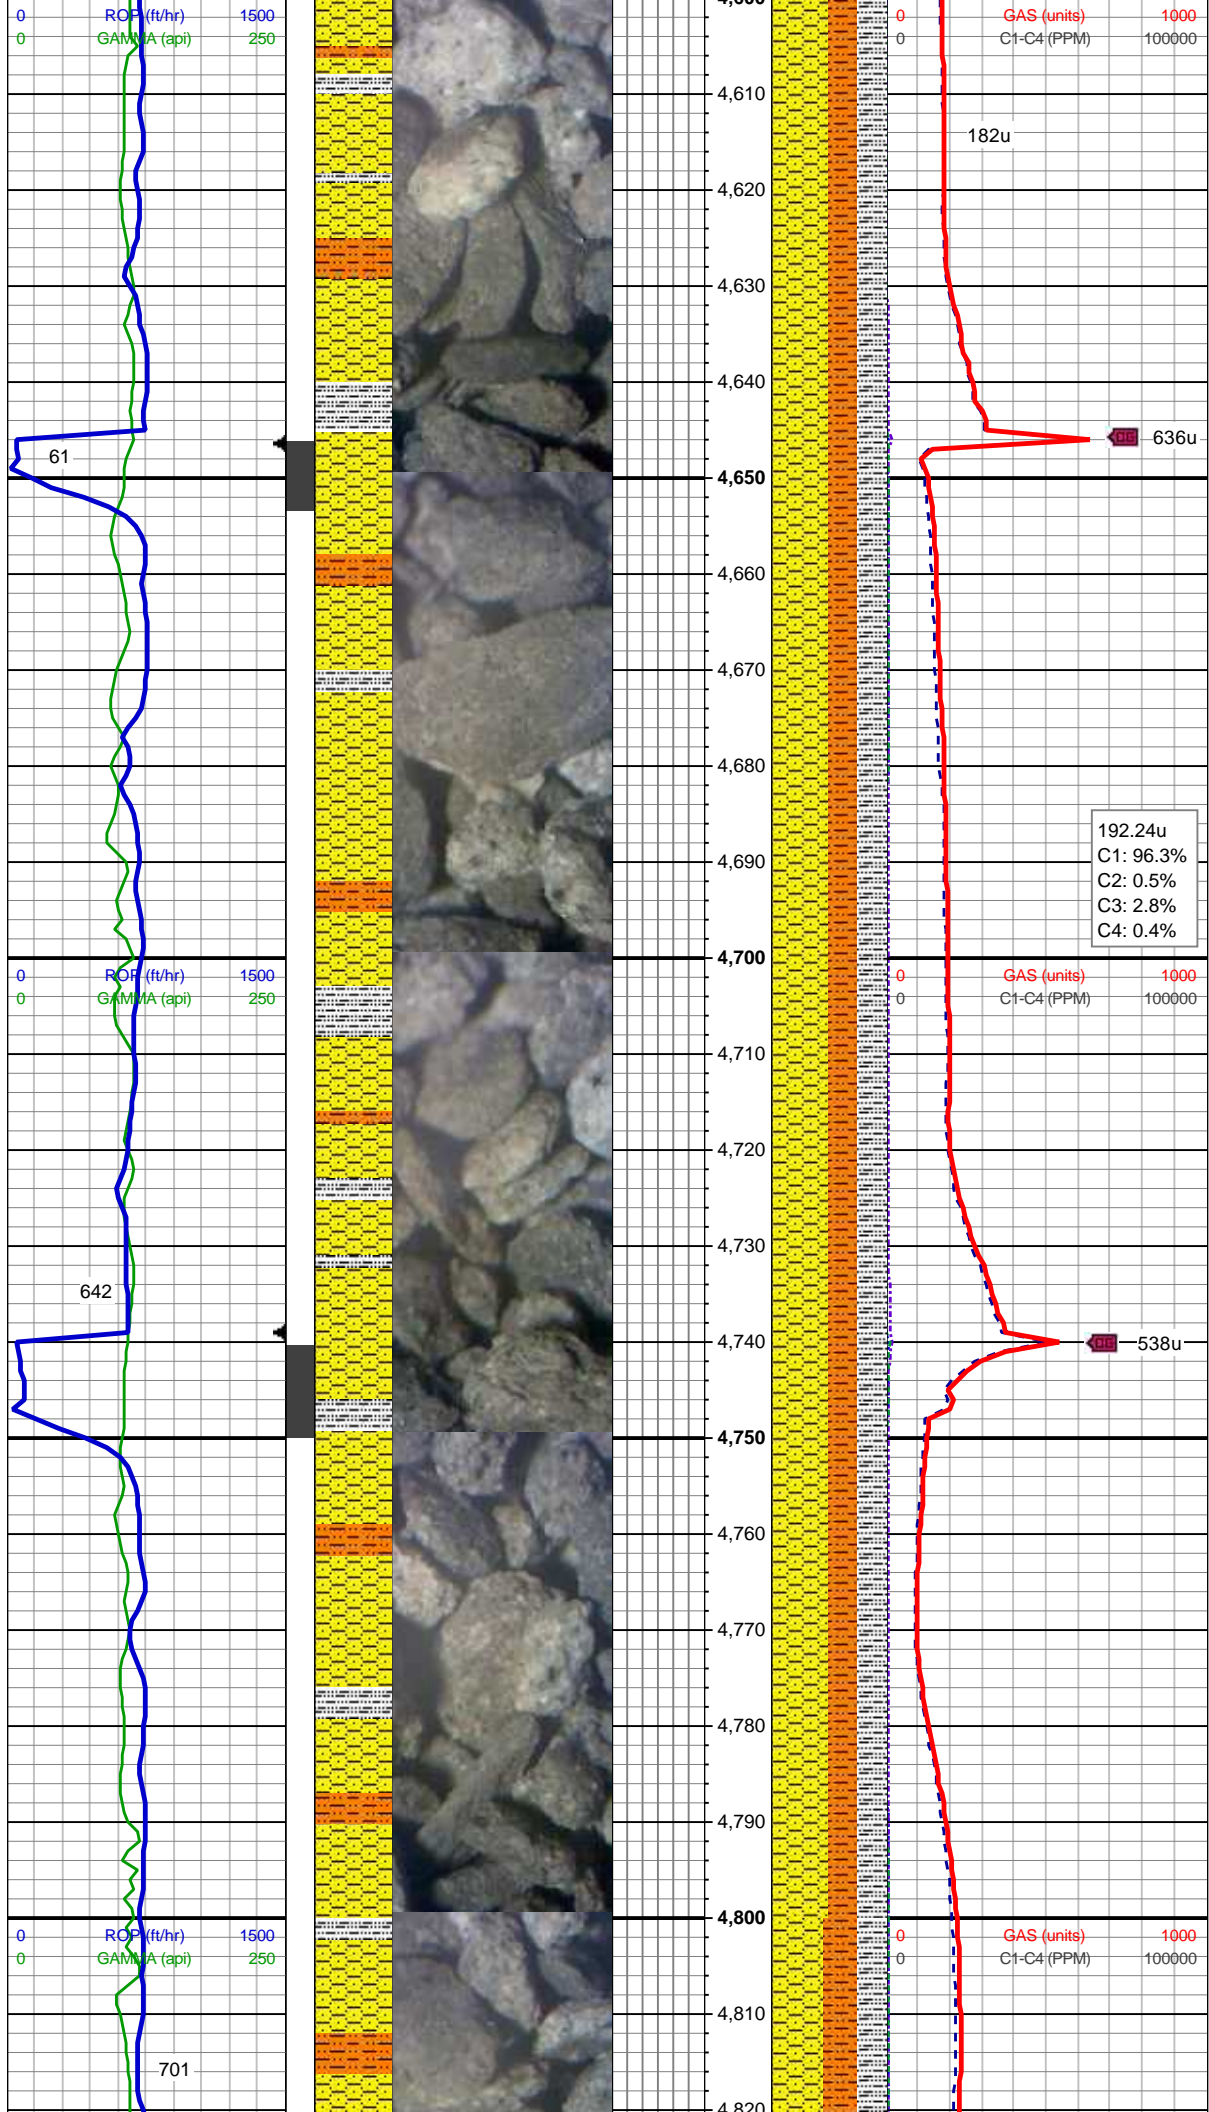 4,600
0 ROP (ft/hr) 1500
0 GAMMA (api) 250
0 GAS (units) 1000
0 C1-C4 (PPM) 100000
4,610
182u
4,620
4,630
4,640
OG 636u
61
4,650
4,660
4,670
4,680
192.24u
C1: 96.3%
C2: 0.5%
C3: 2.8%
C4: 0.4%
4,690
4,700
0 ROP (ft/hr) 1500
0 GAMMA (api) 250
0 GAS (units) 1000
0 C1-C4 (PPM) 100000
4,710
4,720
4,730
642
4,740
OG 538u
4,750
4,760
4,770
4,780
4,790
4,800
0 ROP (ft/hr) 1500
0 GAMMA (api) 250
0 GAS (units) 1000
0 C1-C4 (PPM) 100000
4,810
701
4,820